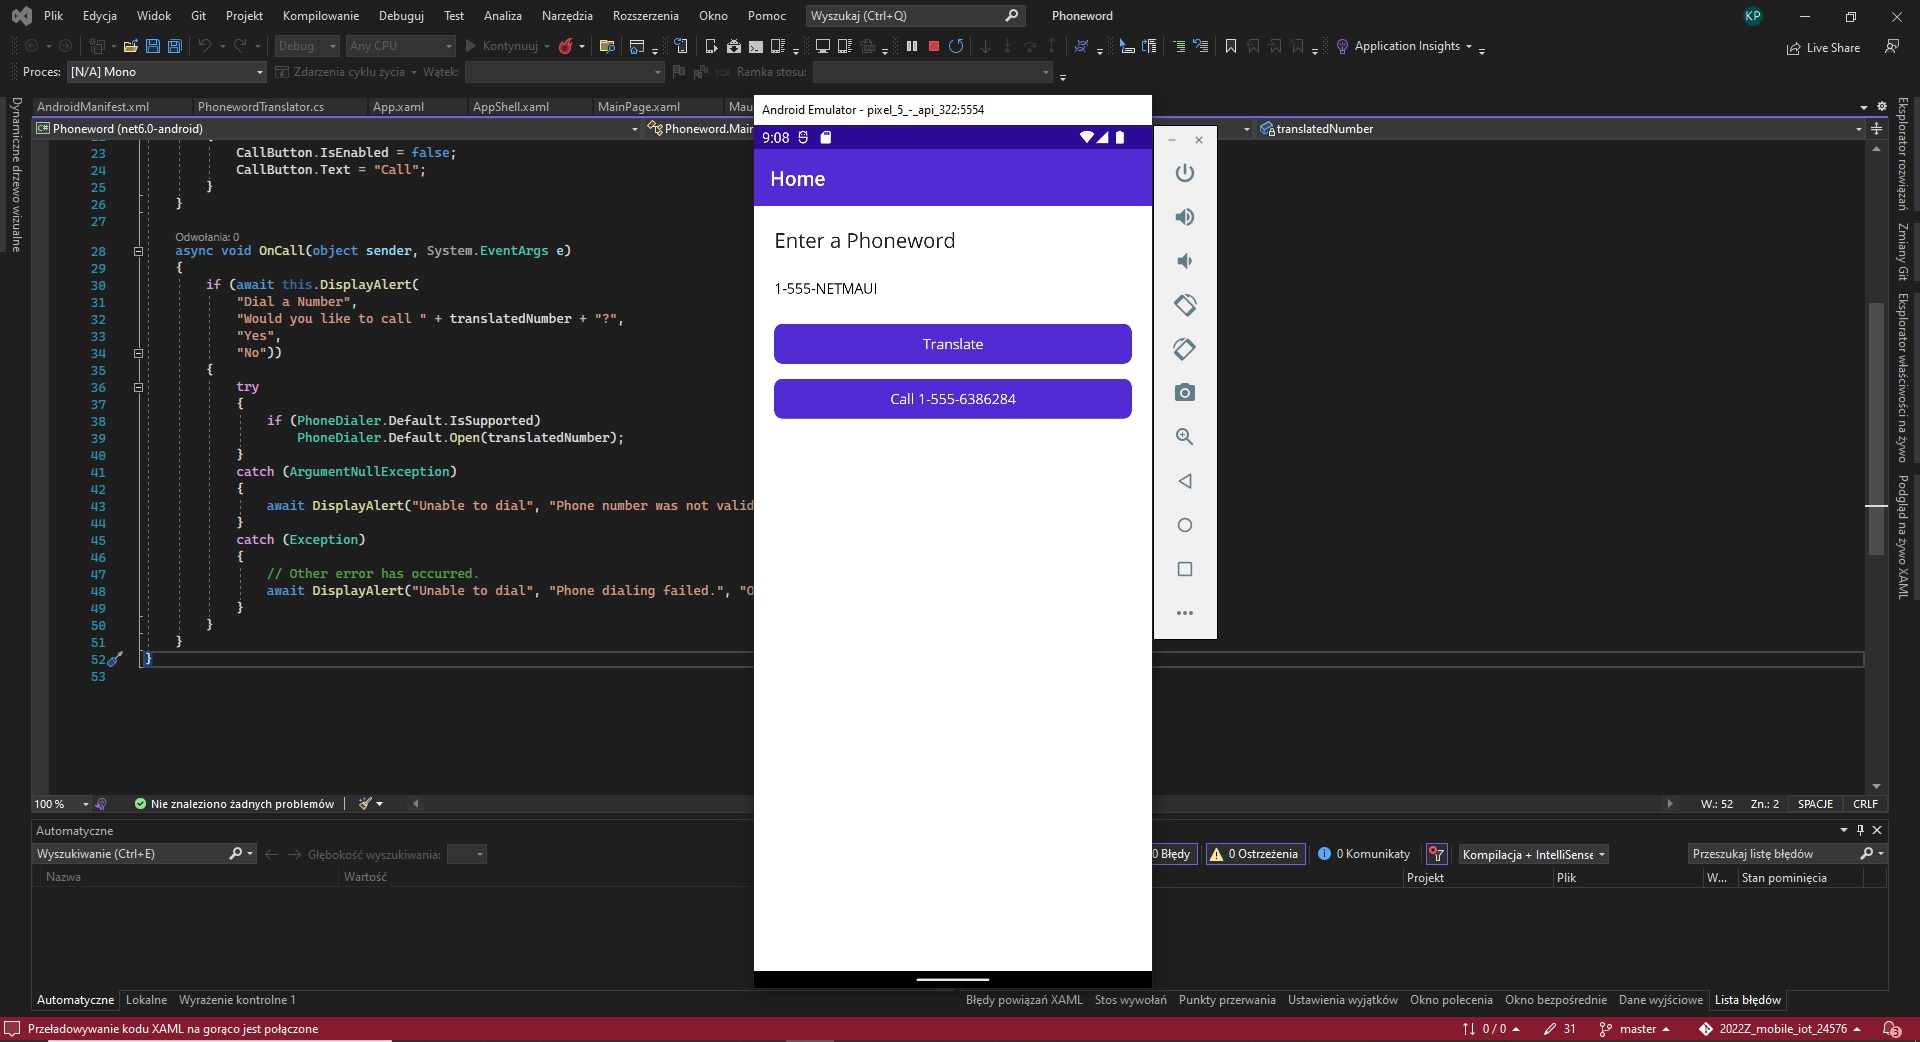 Plik Edycja Widok Git Projekt Kompilowanie Debuguj Test Analiza Narzędzia Rozszerzenia Okno Pomoc Wyszukaj (Ctrl+Q) Phoneword KP
Debug Any CPU Kontynuuj Application Insights Live Share
Proces: [N/A] Mono Zdarzenia cyklu życia Wątek: Ramka stosu:
AndroidManifest.xml PhonewordTranslator.cs App.xaml AppShell.xaml MainPage.xaml Mau
C# Phoneword (net6.0-android) Phoneword.Mair translatedNumber
Dynamiczne drzewo wizualne
23 CallButton.IsEnabled = false;
24 CallButton.Text = "Call";
25 }
26 }
27
Odwołania: 0
28 async void OnCall(object sender, System.EventArgs e)
29 {
30 if (await this.DisplayAlert(
31 "Dial a Number",
32 "Would you like to call " + translatedNumber + "?",
33 "Yes",
34 "No"))
35 {
36 try
37 {
38 if (PhoneDialer.Default.IsSupported)
39 PhoneDialer.Default.Open(translatedNumber);
40 }
41 catch (ArgumentNullException)
42 {
43 await DisplayAlert("Unable to dial", "Phone number was not valid
44 }
45 catch (Exception)
46 {
47 // Other error has occurred.
48 await DisplayAlert("Unable to dial", "Phone dialing failed.", "O
49 }
50 }
51 }
52 }
53
Android Emulator - pixel_5_-_api_322:5554
9:08
Home
Enter a Phoneword
1-555-NETMAUI
Translate
Call 1-555-6386284
Eksplorator rozwiązań
Zmiany Git
Eksplorator właściwości na żywo
Podgląd na żywo XAML
100 % Nie znaleziono żadnych problemów W.: 52 Zn.: 2 SPACJE CRLF
Automatyczne
Wyszukiwanie (Ctrl+E) Głębokość wyszukiwania:
Nazwa Wartość
0 Błędy 0 Ostrzeżenia 0 Komunikaty Kompilacja + IntelliSense Przeszukaj listę błędów
Projekt Plik W... Stan pominięcia
Automatyczne Lokalne Wyrażenie kontrolne 1
Błędy powiązań XAML Stos wywołań Punkty przerwania Ustawienia wyjątków Okno polecenia Okno bezpośrednie Dane wyjściowe Lista błędów
Przeładowywanie kodu XAML na gorąco jest połączone 0 / 0 31 master 2022Z_mobile_iot_24576 3